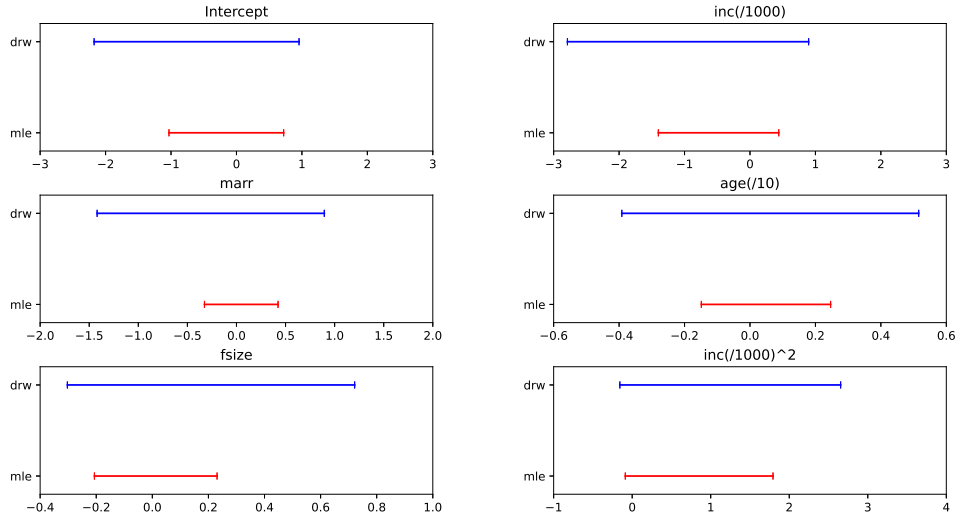 Intercept
drw
mle
−3 −2 −1 0 1 2 3
inc(/1000)
drw
mle
−3 −2 −1 0 1 2 3
marr
drw
mle
−2.0 −1.5 −1.0 −0.5 0.0 0.5 1.0 1.5 2.0
age(/10)
drw
mle
−0.6 −0.4 −0.2 0.0 0.2 0.4 0.6
fsize
drw
mle
−0.4 −0.2 0.0 0.2 0.4 0.6 0.8 1.0
inc(/1000)^2
drw
mle
−1 0 1 2 3 4